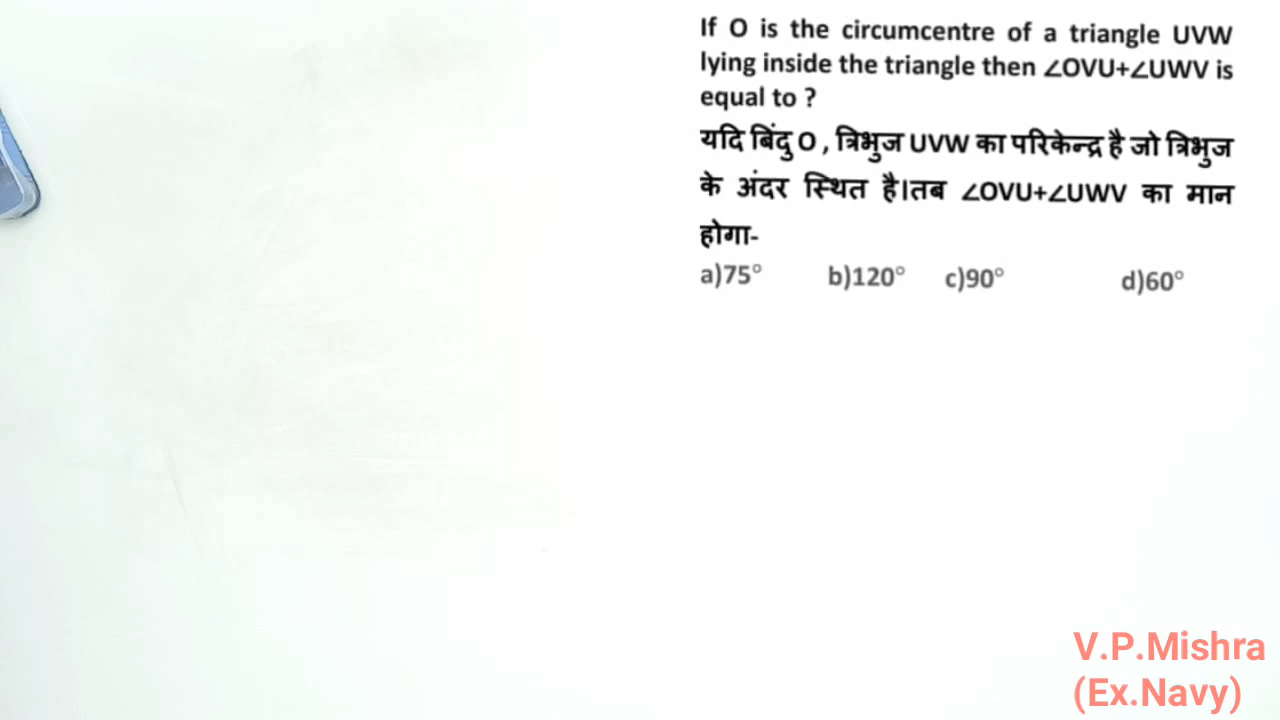 If O is the circumcentre of a triangle UVW
lying inside the triangle then ∠OVU+∠UWV is
equal to ?
यदि बिंदु O , त्रिभुज UVW का परिकेन्द्र है जो त्रिभुज
के अंदर स्थित है।तब ∠OVU+∠UWV का मान
होगा-
a)75° b)120° c)90° d)60°
V.P.Mishra
(Ex.Navy)